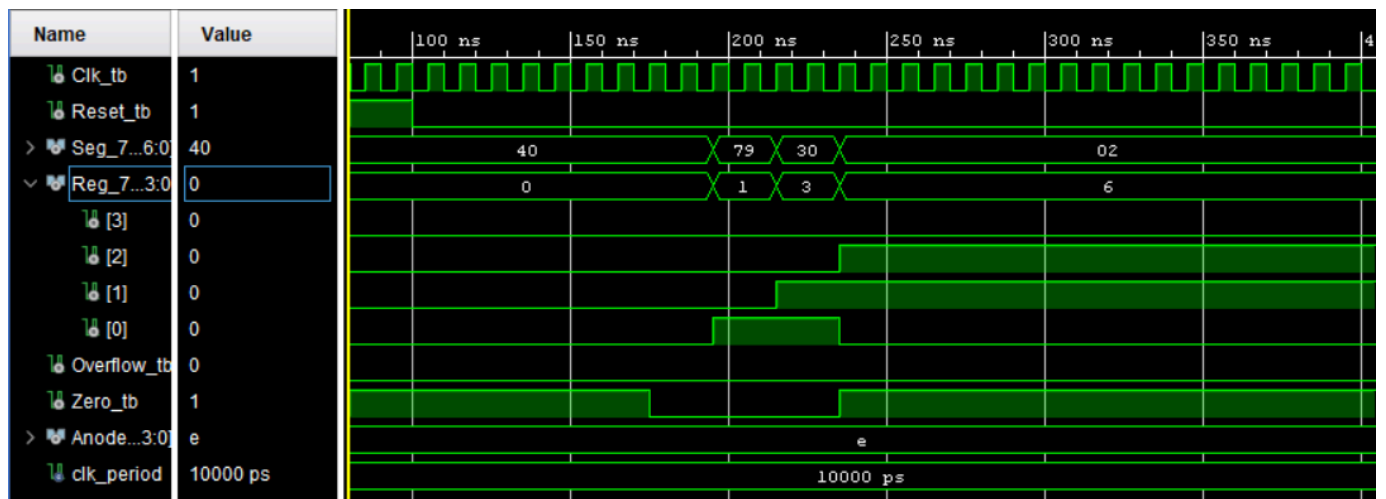 Name Value
100 ns 150 ns 200 ns 250 ns 300 ns 350 ns 4
Clk_tb 1
Reset_tb 1
Seg_7...6:0] 40 40 79 30 02
Reg_7...3:0 0 0 1 3 6
[3] 0
[2] 0
[1] 0
[0] 0
Overflow_tb 0
Zero_tb 1
Anode...3:0] e e
clk_period 10000 ps 10000 ps